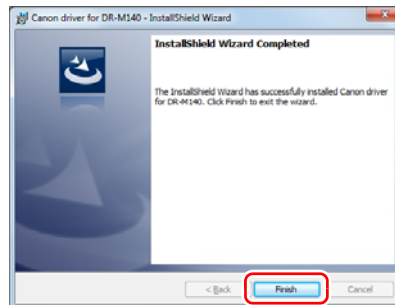 Canon driver for DR-M140 - InstallShield Wizard
InstallShield Wizard Completed
The InstallShield Wizard has successfully installed Canon driver
for DR-M140. Click Finish to exit the wizard.
< Back
Finish
Cancel